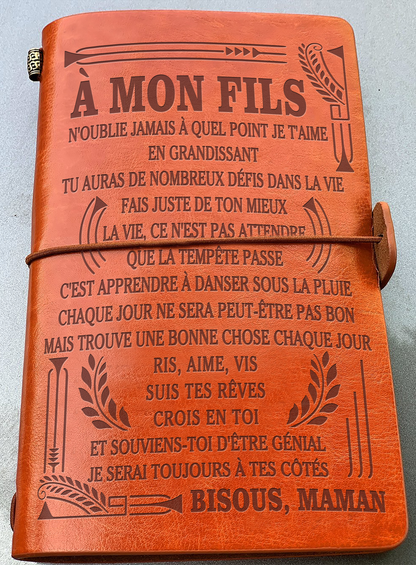 À MON FILS
N'OUBLIE JAMAIS À QUEL POINT JE T'AIME
EN GRANDISSANT
TU AURAS DE NOMBREUX DÉFIS DANS LA VIE
FAIS JUSTE DE TON MIEUX
LA VIE, CE N'EST PAS ATTENDRE
QUE LA TEMPÊTE PASSE
C'EST APPRENDRE À DANSER SOUS LA PLUIE
CHAQUE JOUR NE SERA PEUT-ÊTRE PAS BON
MAIS TROUVE UNE BONNE CHOSE CHAQUE JOUR
RIS, AIME, VIS
SUIS TES RÊVES
CROIS EN TOI
ET SOUVIENS-TOI D'ÊTRE GÉNIAL
JE SERAI TOUJOURS À TES CÔTÉS
BISOUS, MAMAN